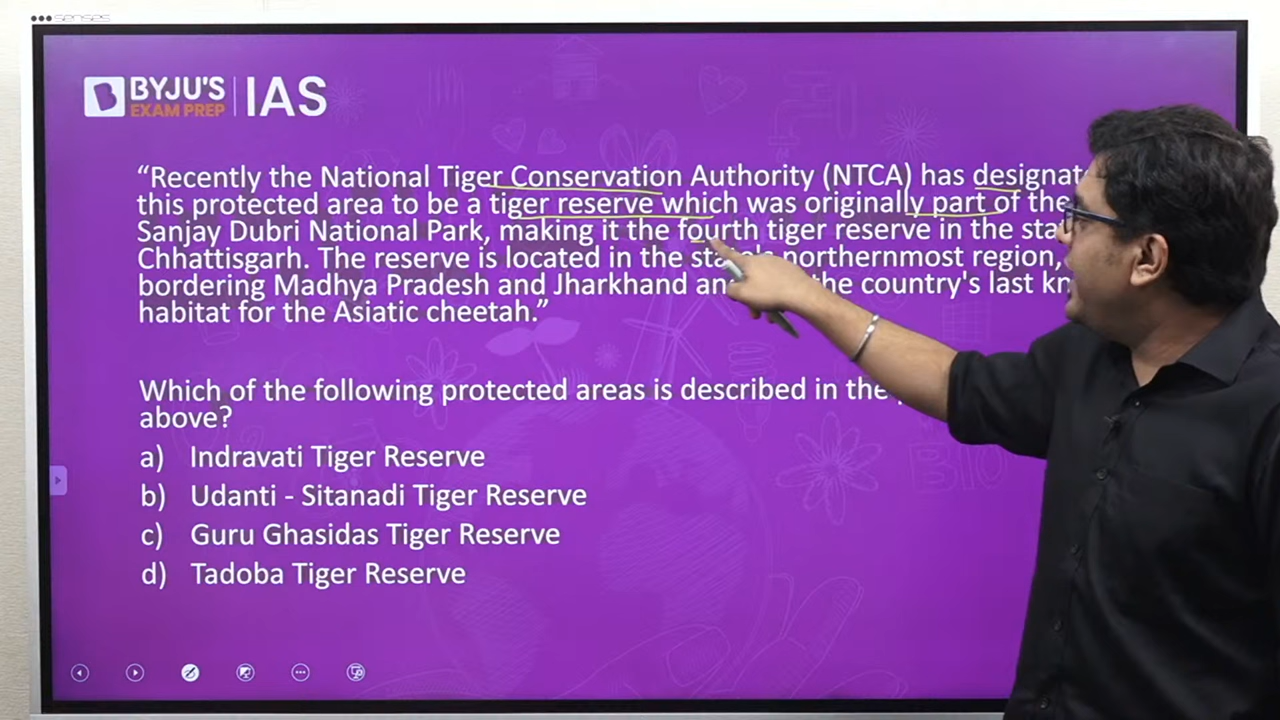 senses
BYJU'S
EXAM PREP
IAS
“Recently the National Tiger Conservation Authority (NTCA) has
this protected area to be a tiger reserve which was originally part of the
Sanjay Dubri National Park, making it the fourth tiger reserve in the
Chhattisgarh. The reserve is located in the state's northernmost region,
bordering Madhya Pradesh and Jharkhand the country's last
habitat for the Asiatic cheetah.”
Which of the following protected areas is described in the
above?
a) Indravati Tiger Reserve
b) Udanti - Sitanadi Tiger Reserve
c) Guru Ghasidas Tiger Reserve
d) Tadoba Tiger Reserve